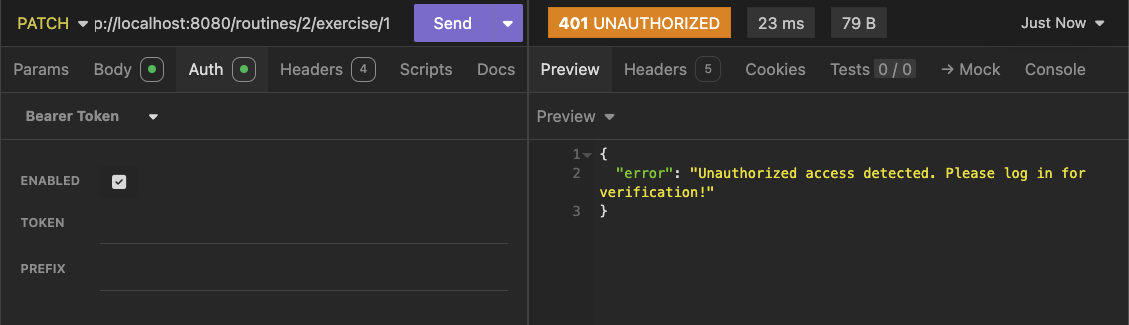 PATCH p://localhost:8080/routines/2/exercise/1 Send
401 UNAUTHORIZED 23 ms 79 B Just Now
Params Body Auth Headers 4 Scripts Docs
Preview Headers 5 Cookies Tests 0 / 0 → Mock Console
Bearer Token
Preview
ENABLED
TOKEN
PREFIX
1 {
2 "error": "Unauthorized access detected. Please log in for
verification!"
3 }